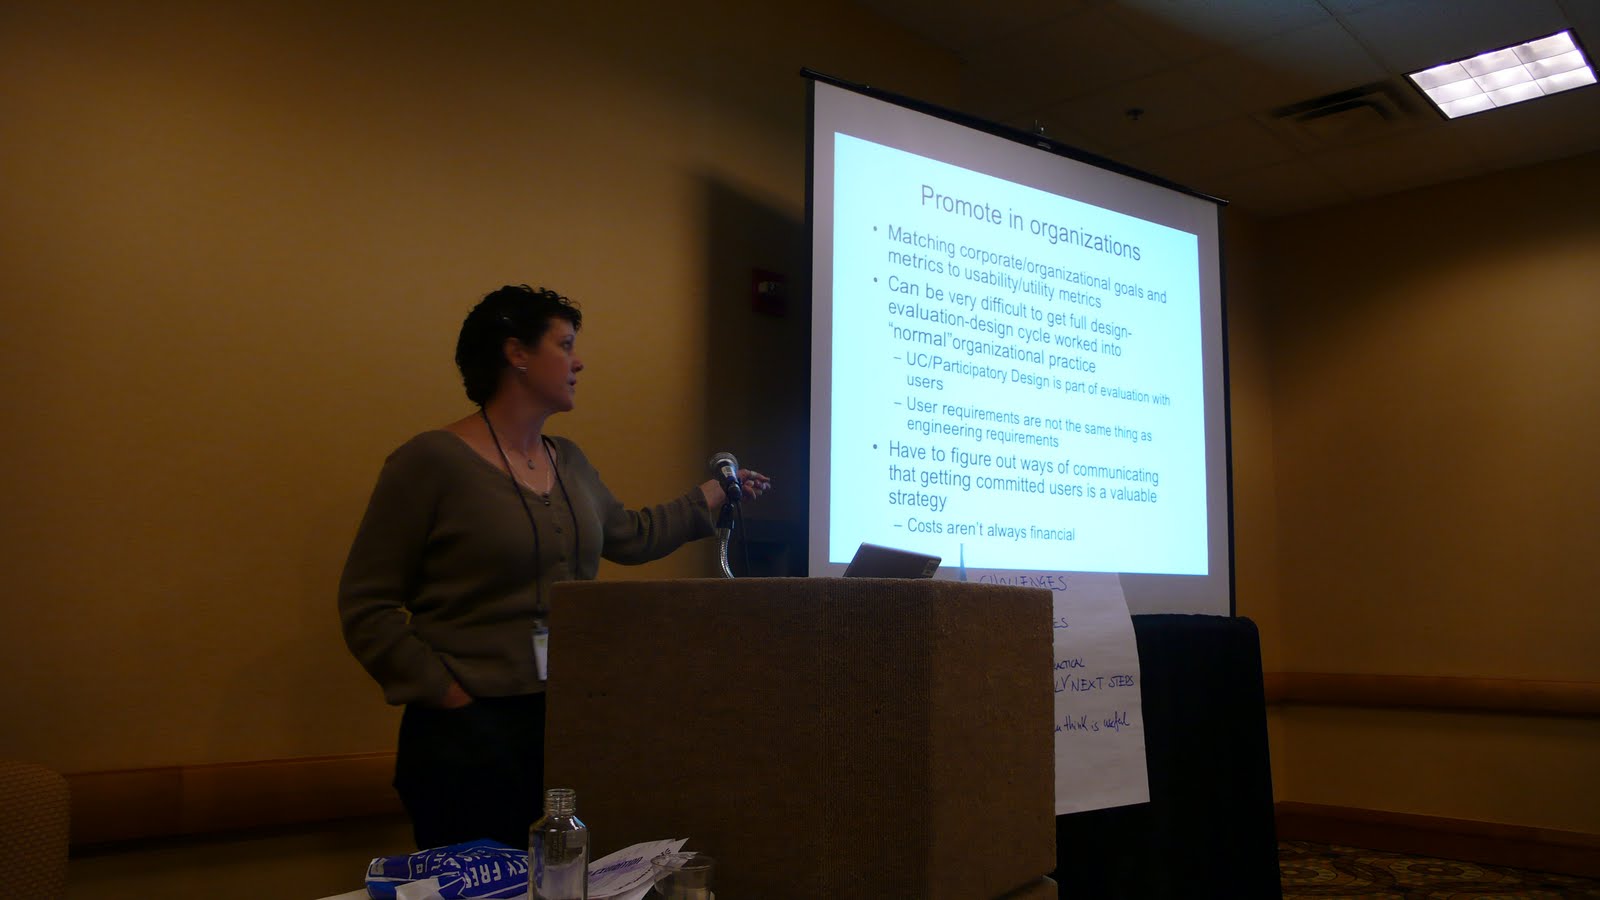 Promote in organizations
• Matching corporate/organizational goals and
metrics to usability/utility metrics
• Can be very difficult to get full design-
evaluation-design cycle worked into
"normal"organizational practice
– UC/Participatory Design is part of evaluation with
users
– User requirements are not the same thing as
engineering requirements
• Have to figure out ways of communicating
that getting committed users is a valuable
strategy
– Costs aren't always financial
CHALLENGES
NEXT STEPS
think is useful
FREE